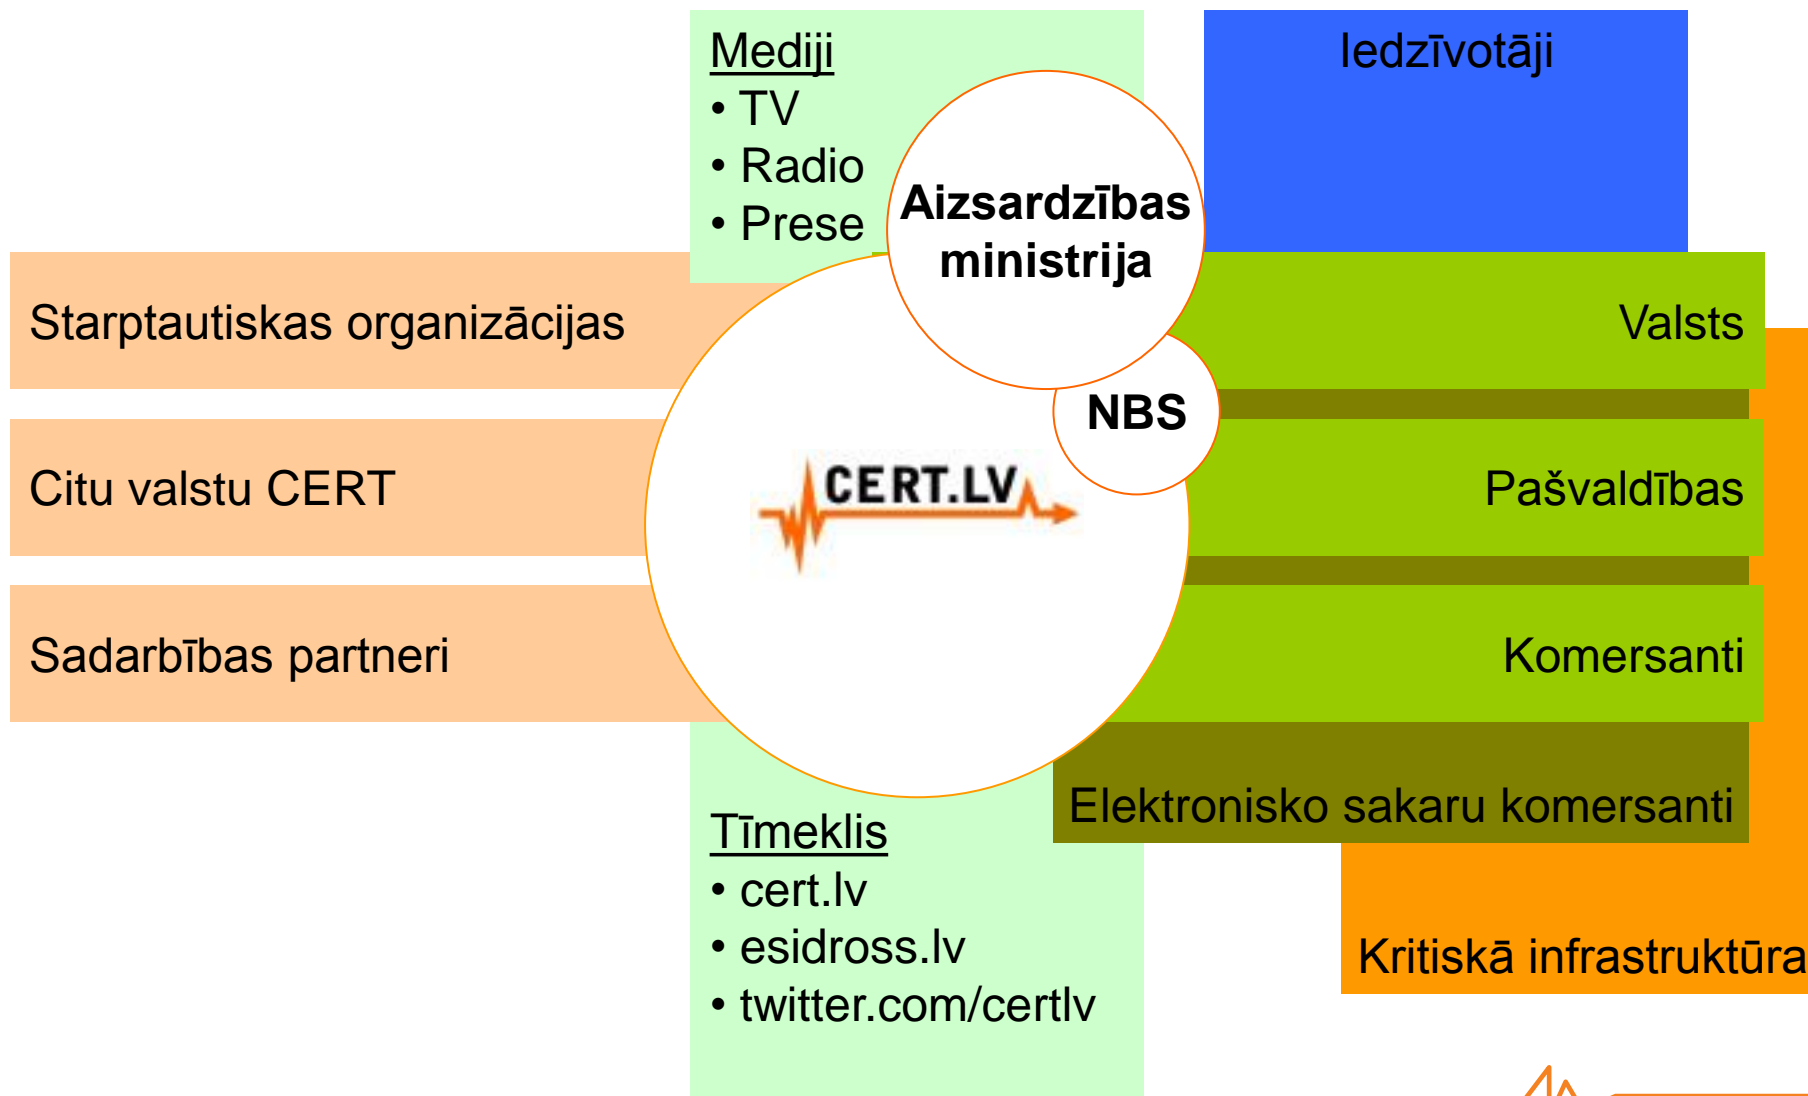 Mediji
• TV
• Radio
• Prese
Iedzīvotāji
Aizsardzības
ministrija
Starptautiskas organizācijas
Valsts
NBS
Citu valstu CERT
CERT.LV
Pašvaldības
Sadarbības partneri
Komersanti
Elektronisko sakaru komersanti
Tīmeklis
• cert.lv
• esidross.lv
• twitter.com/certlv
Kritiskā infrastruktūra